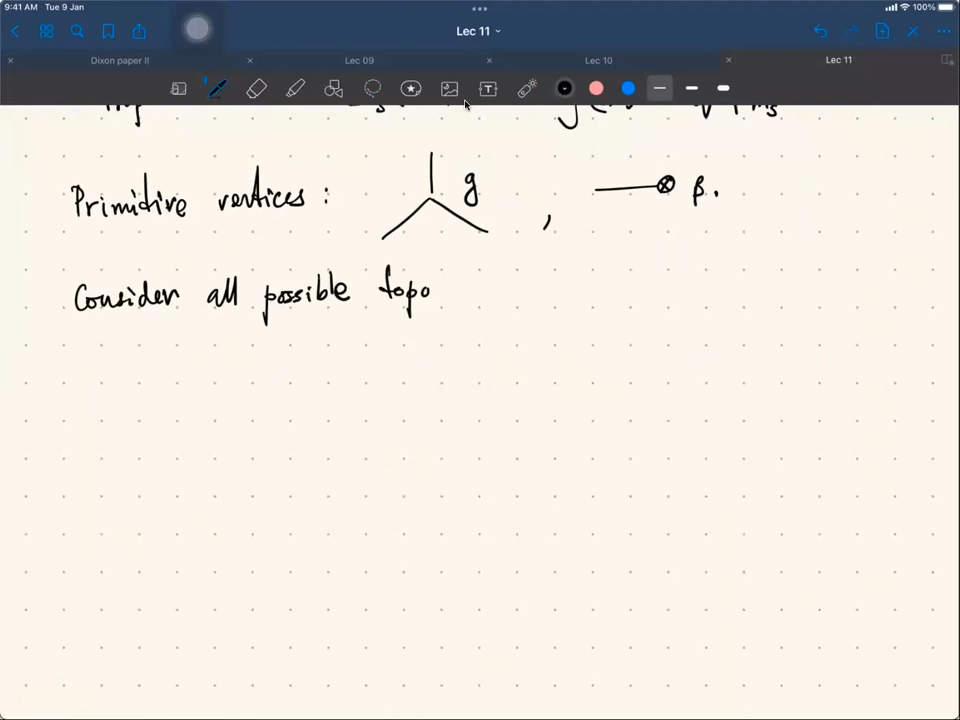 9:41 AM Tue 9 Jan
100%
Lec 11
Dixon paper II
Lec 09
Lec 10
Lec 11
Primitive vertices : g , β.
Consider all possible topo